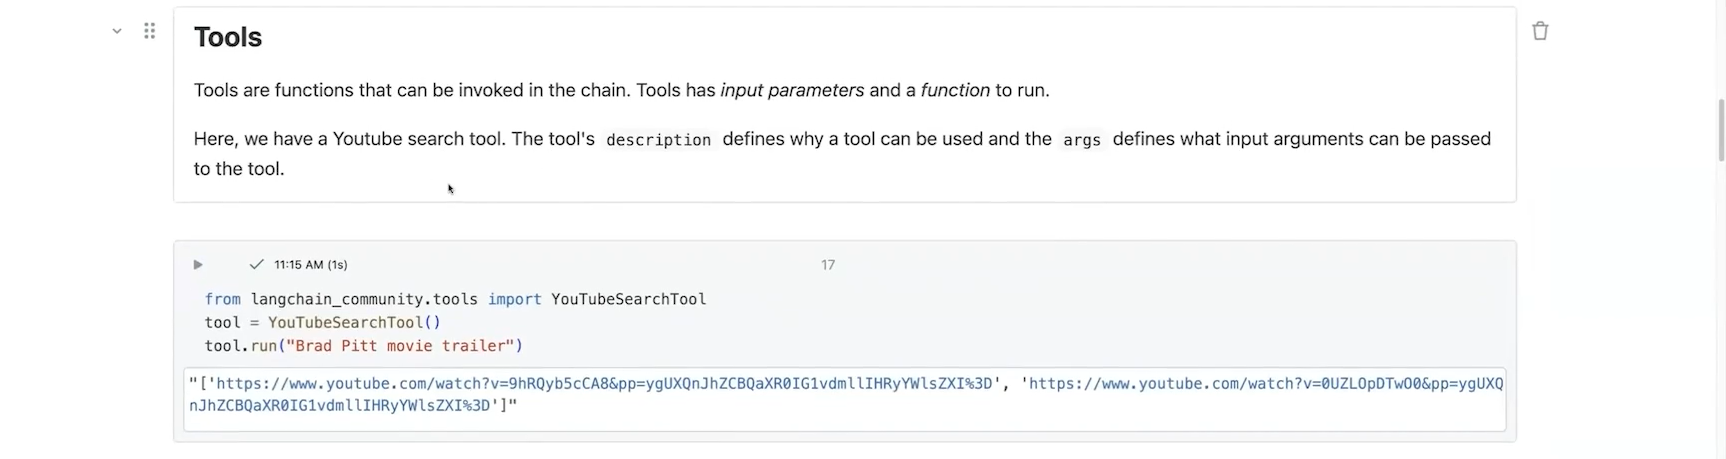 Tools
Tools are functions that can be invoked in the chain. Tools has input parameters and a function to run.
Here, we have a Youtube search tool. The tool's description defines why a tool can be used and the args defines what input arguments can be passed
to the tool.
11:15 AM (1s)
17
from langchain_community.tools import YouTubeSearchTool
tool = YouTubeSearchTool()
tool.run("Brad Pitt movie trailer")
"['https://www.youtube.com/watch?v=9hRQyb5cCA8&pp=ygUXQnJhZCBQaXR0IG1vdmllIHRyYWlsZXI%3D', 'https://www.youtube.com/watch?v=0UZLOpDTwO0&pp=ygUXQ
nJhZCBQaXR0IG1vdmllIHRyYWlsZXI%3D']"